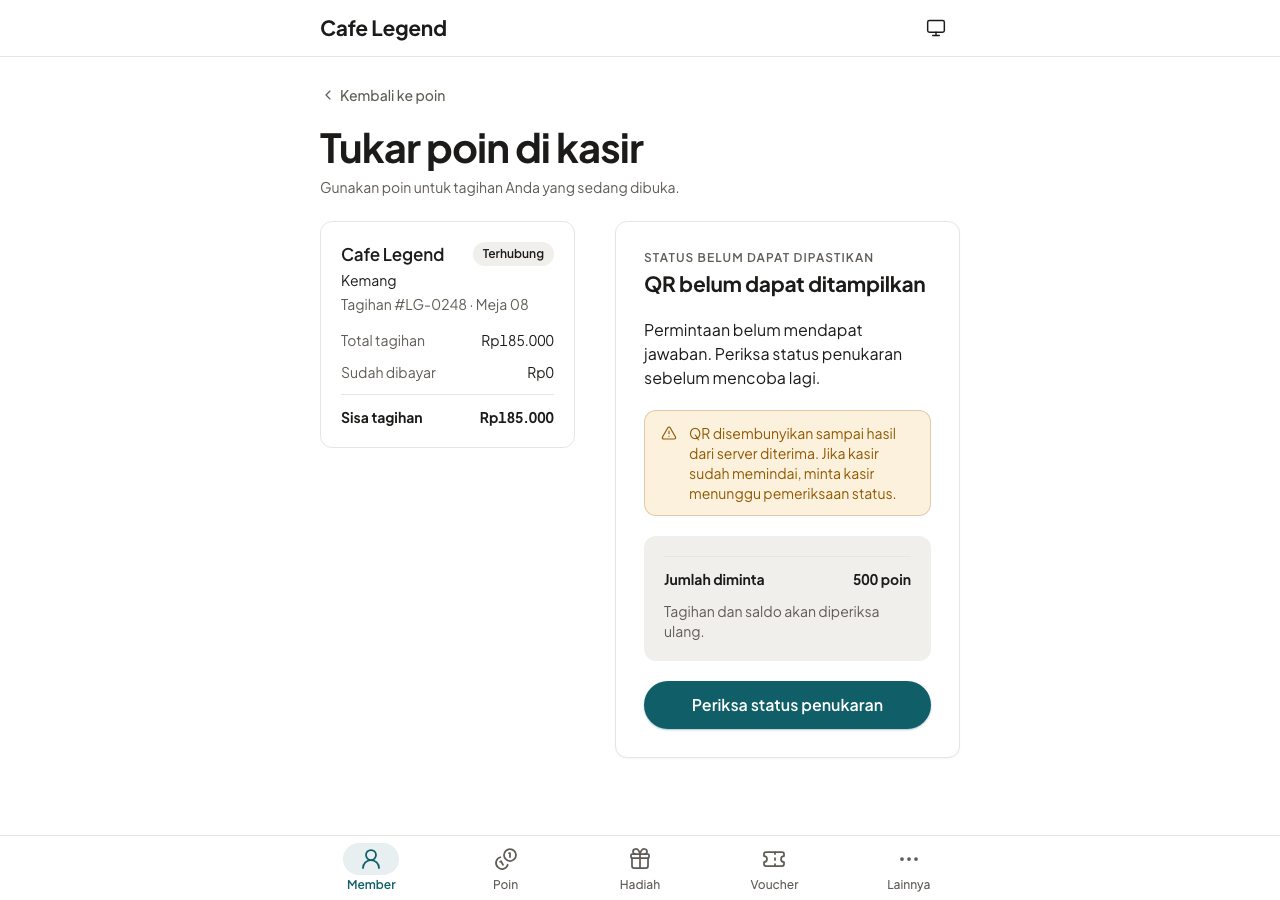 Cafe Legend
Kembali ke poin
Tukar poin di kasir
Gunakan poin untuk tagihan Anda yang sedang dibuka.
Cafe Legend
Terhubung
Kemang
Tagihan #LG-0248 · Meja 08
Total tagihan Rp185.000
Sudah dibayar Rp0
Sisa tagihan Rp185.000
STATUS BELUM DAPAT DIPASTIKAN
QR belum dapat ditampilkan
Permintaan belum mendapat
jawaban. Periksa status penukaran
sebelum mencoba lagi.
QR disembunyikan sampai hasil
dari server diterima. Jika kasir
sudah memindai, minta kasir
menunggu pemeriksaan status.
Jumlah diminta 500 poin
Tagihan dan saldo akan diperiksa
ulang.
Periksa status penukaran
Member
Poin
Hadiah
Voucher
Lainnya